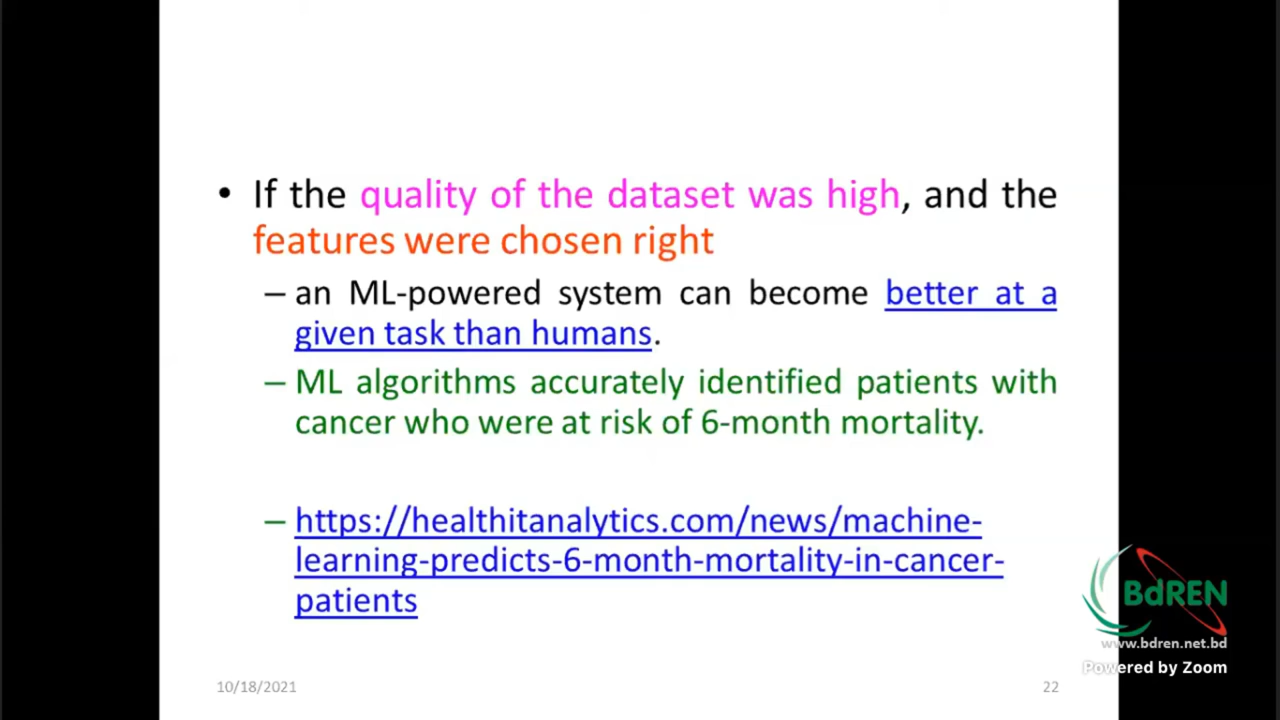 • If the quality of the dataset was high, and the
features were chosen right
– an ML-powered system can become better at a
given task than humans.
– ML algorithms accurately identified patients with
cancer who were at risk of 6-month mortality.
– https://healthitanalytics.com/news/machine-
learning-predicts-6-month-mortality-in-cancer-
patients
BdREN
www.bdren.net.bd
Powered by Zoom
10/18/2021
22